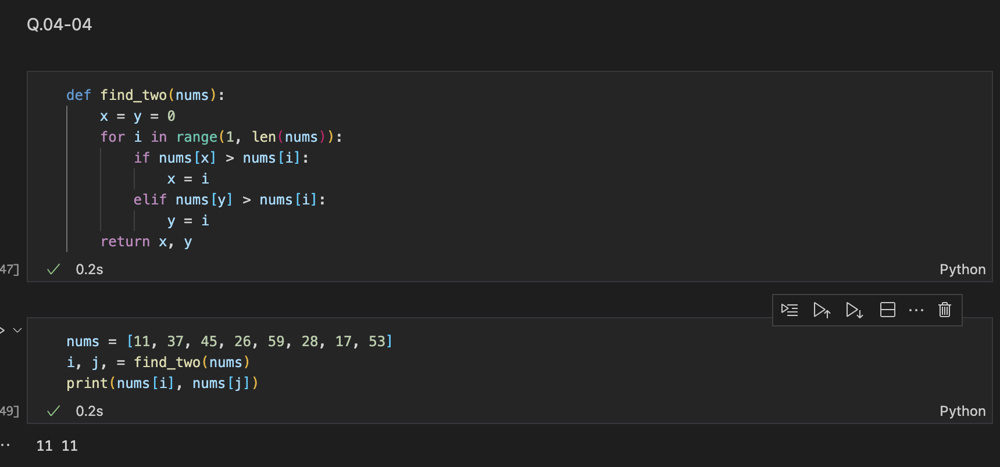 Q.04-04
def find_two(nums):
    x = y = 0
    for i in range(1, len(nums)):
        if nums[x] > nums[i]:
            x = i
        elif nums[y] > nums[i]:
            y = i
    return x, y
47]
0.2s
Python
nums = [11, 37, 45, 26, 59, 28, 17, 53]
i, j, = find_two(nums)
print(nums[i], nums[j])
49]
0.2s
Python
11 11